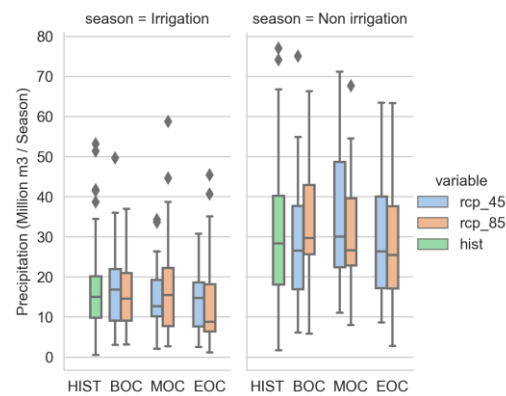 season = Irrigation
season = Non irrigation
Precipitation (Million m3 / Season)
80
70
60
50
40
30
20
10
0
HIST BOC MOC EOC
HIST BOC MOC EOC
variable
rcp_45
rcp_85
hist